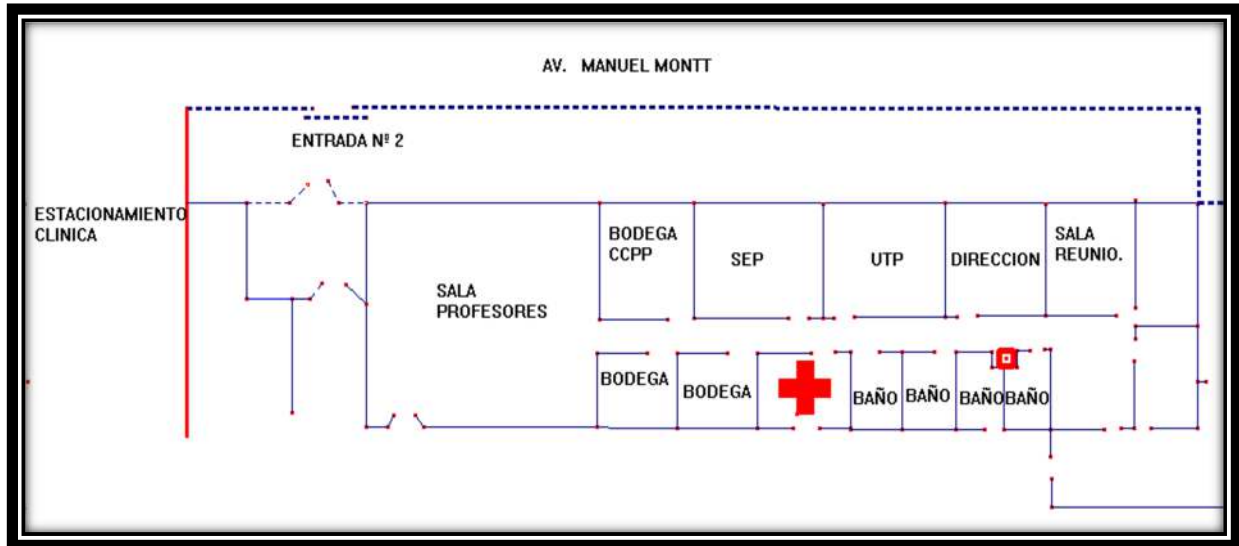 AV. MANUEL MONTT
ENTRADA Nº 2
ESTACIONAMIENTO
CLINICA
BODEGA
CCPP
SEP
UTP
DIRECCION
SALA
REUNIO.
SALA
PROFESORES
BODEGA
BODEGA
BAÑO
BAÑO
BAÑO
BAÑO